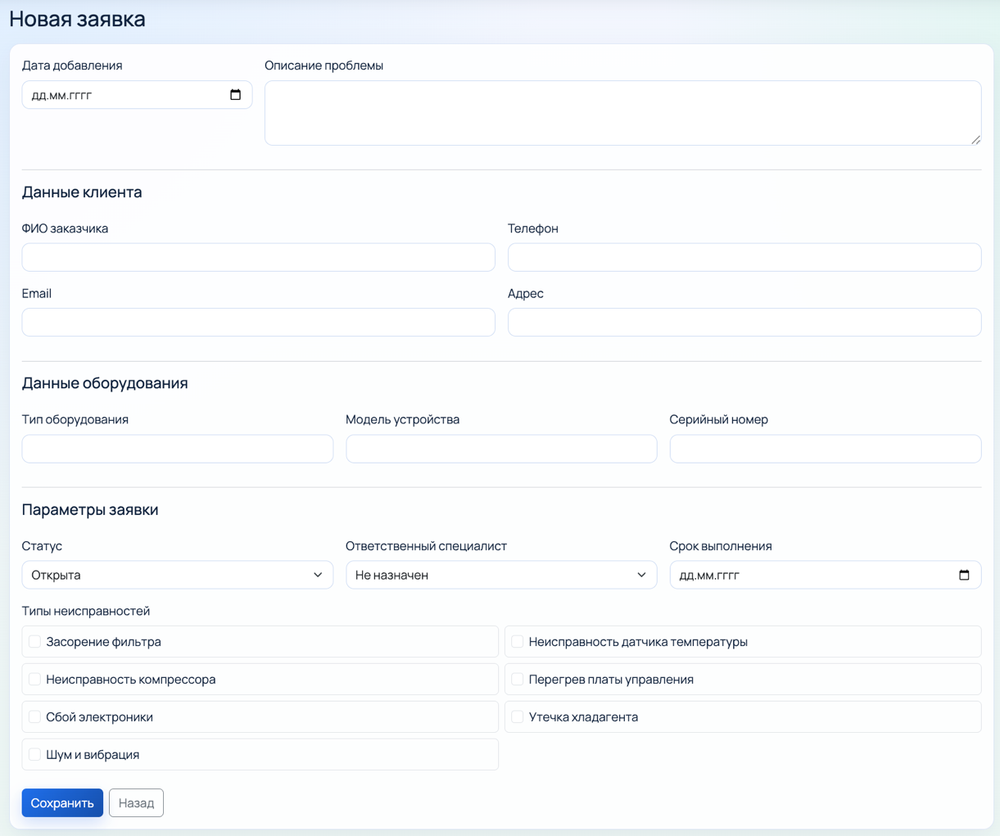 Новая заявка
Дата добавления
Описание проблемы
дд.мм.гггг
Данные клиента
ФИО заказчика
Телефон
Email
Адрес
Данные оборудования
Тип оборудования
Модель устройства
Серийный номер
Параметры заявки
Статус
Ответственный специалист
Срок выполнения
Открыта
Не назначен
дд.мм.гггг
Типы неисправностей
Засорение фильтра
Неисправность датчика температуры
Неисправность компрессора
Перегрев платы управления
Сбой электроники
Утечка хладагента
Шум и вибрация
Сохранить
Назад